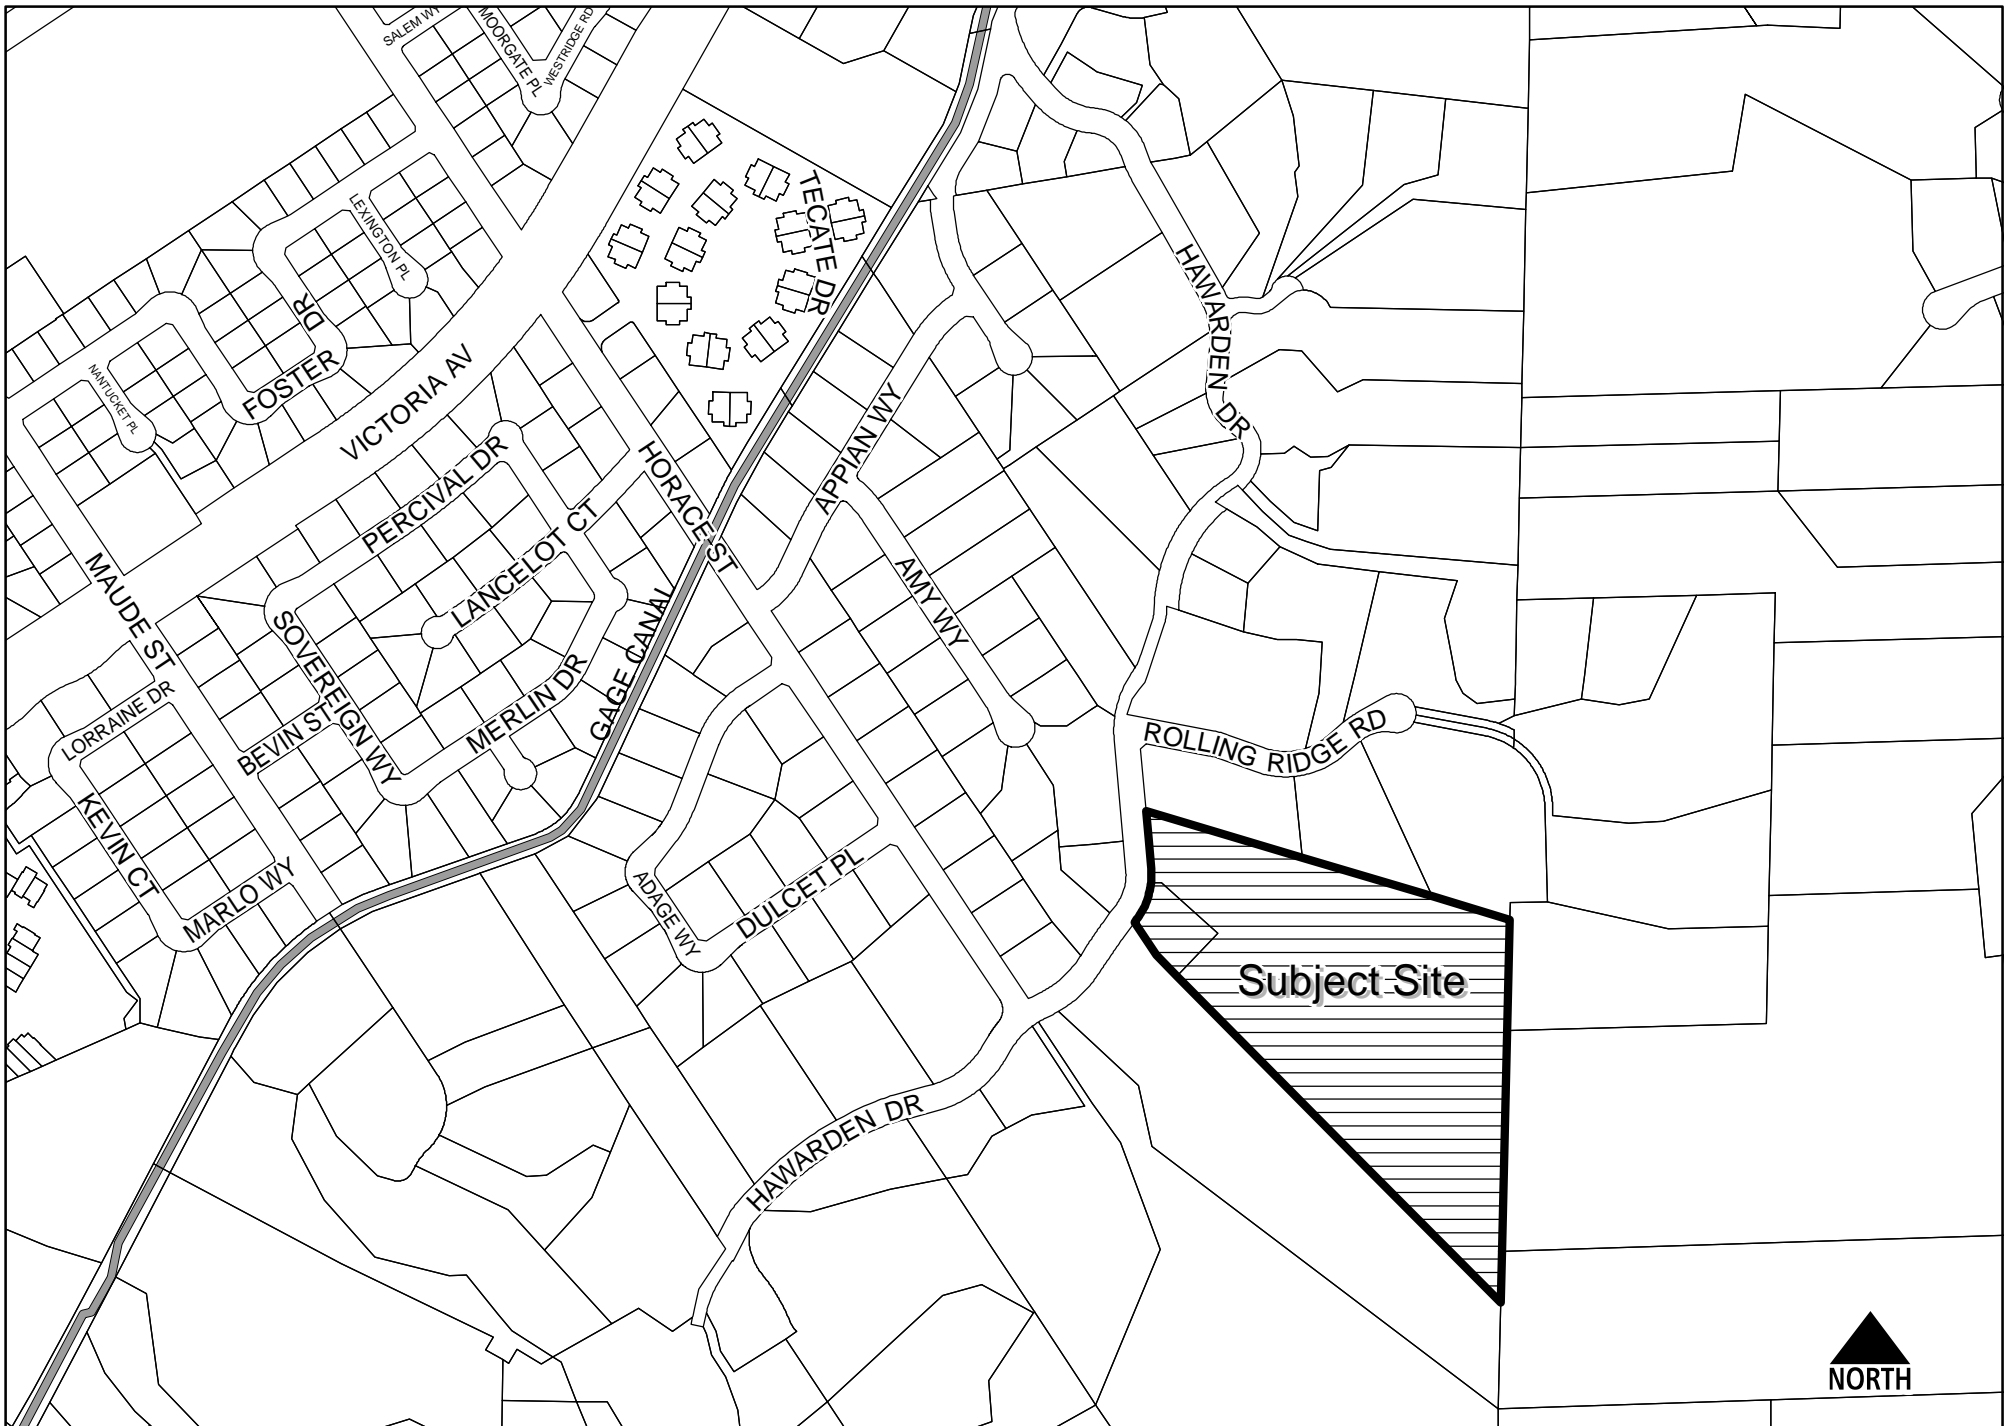 SALEM WY
MOORGATE PL
WESTRIDGE RD
LEXINGTON PL
TECATE DR
HAWARDEN DR
FOSTER DR
NANTUCKET PL
VICTORIA AV
PERCIVAL DR
HORACE ST
APPIAN WY
LANCELOT CT
MAUDE ST
SOVEREIGN WY
AMY WY
GAGE CANAL
LORRAINE DR
BEVIN ST
MERLIN DR
ROLLING RIDGE RD
KEVIN CT
MARLO WY
ADAGE WY
DULCET PL
Subject Site
HAWARDEN DR
NORTH